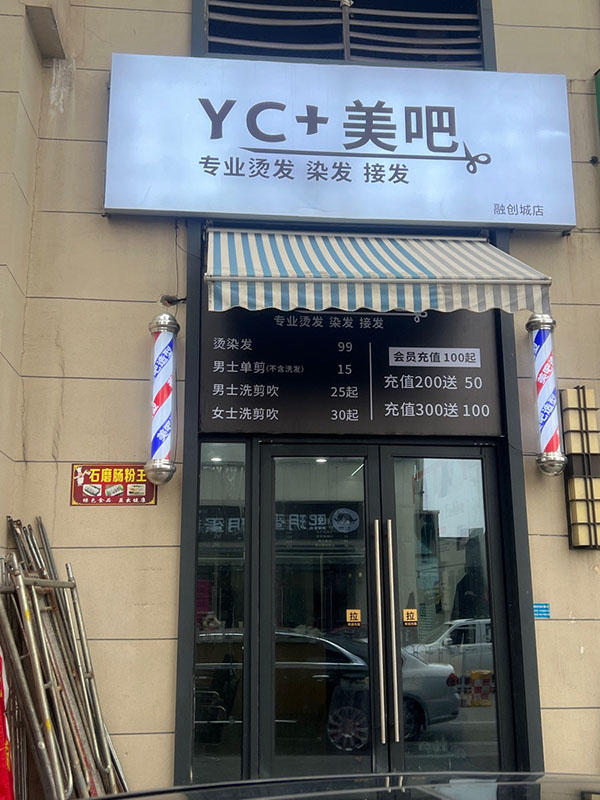 YC+美吧
专业烫发 染发 接发
融创城店
专业烫发 染发 接发
烫染发 99
男士单剪(不含洗发) 15
男士洗剪吹 25起
女士洗剪吹 30起
会员充值100起
充值200送 50
充值300送 100
石磨肠粉王
绿色食品
拉
拉